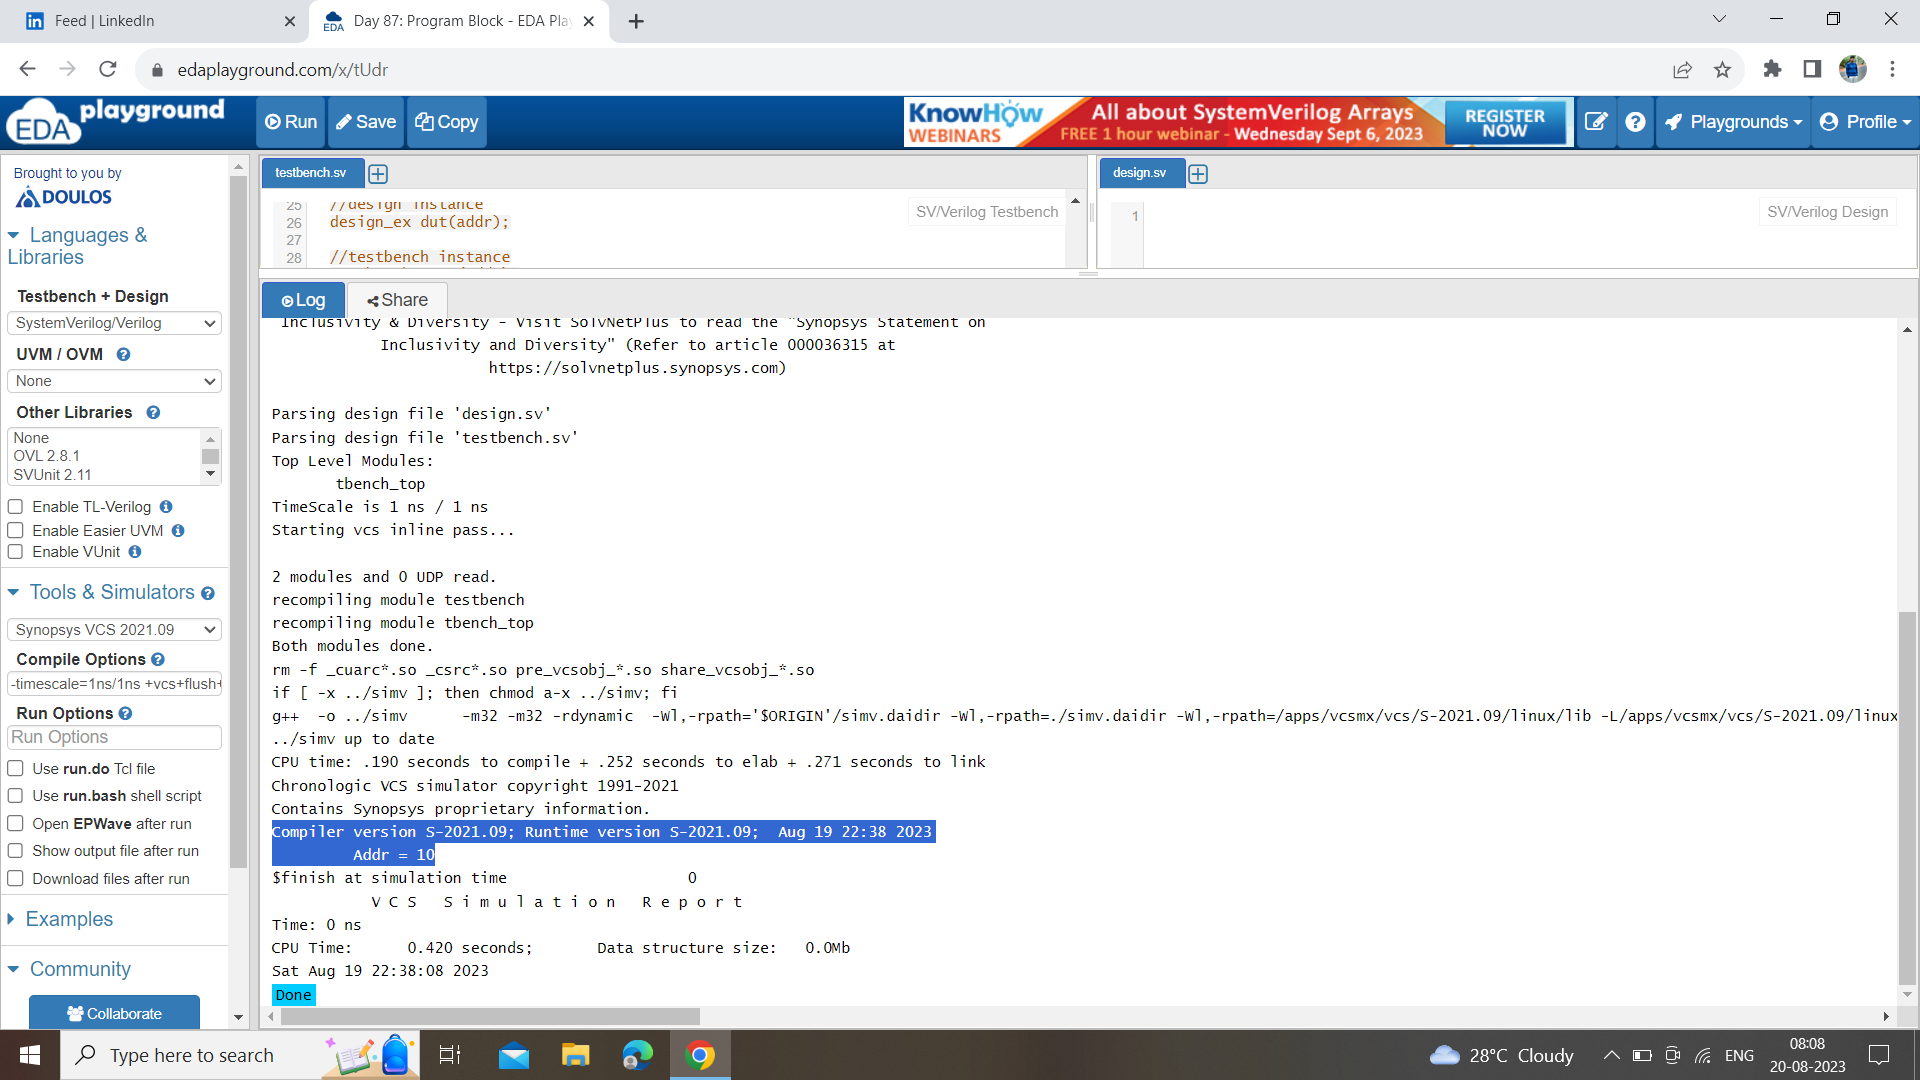 Feed | LinkedIn
Day 87: Program Block - EDA Pla
edaplayground.com/x/tUdr
EDA playground
Run
Save
Copy
KnowHow WEBINARS
All about SystemVerilog Arrays
FREE 1 hour webinar - Wednesday Sept 6, 2023
REGISTER NOW
Playgrounds
Profile
Brought to you by
DOULOS
Languages & Libraries
Testbench + Design
SystemVerilog/Verilog
UVM / OVM
None
Other Libraries
None
OVL 2.8.1
SVUnit 2.11
Enable TL-Verilog
Enable Easier UVM
Enable VUnit
Tools & Simulators
Synopsys VCS 2021.09
Compile Options
-timescale=1ns/1ns +vcs+flush+
Run Options
Run Options
Use run.do Tcl file
Use run.bash shell script
Open EPWave after run
Show output file after run
Download files after run
Examples
Community
Collaborate
testbench.sv
SV/Verilog Testbench
25 //design instance
26 design_ex dut(addr);
27
28 //testbench instance
design.sv
1
SV/Verilog Design
Log
Share
Inclusivity & Diversity - Visit SolvNetPlus to read the "Synopsys Statement on
Inclusivity and Diversity" (Refer to article 000036315 at
https://solvnetplus.synopsys.com)
Parsing design file 'design.sv'
Parsing design file 'testbench.sv'
Top Level Modules:
tbench_top
TimeScale is 1 ns / 1 ns
Starting vcs inline pass...
2 modules and 0 UDP read.
recompiling module testbench
recompiling module tbench_top
Both modules done.
rm -f _cuarc*.so _csrc*.so pre_vcsobj_*.so share_vcsobj_*.so
if [ -x ../simv ]; then chmod a-x ../simv; fi
g++ -o ../simv -m32 -m32 -rdynamic -Wl,-rpath='$ORIGIN'/simv.daidir -Wl,-rpath=./simv.daidir -Wl,-rpath=/apps/vcsmx/vcs/S-2021.09/linux/lib -L/apps/vcsmx/vcs/S-2021.09/linux
../simv up to date
CPU time: .190 seconds to compile + .252 seconds to elab + .271 seconds to link
Chronologic VCS simulator copyright 1991-2021
Contains Synopsys proprietary information.
Compiler version S-2021.09; Runtime version S-2021.09; Aug 19 22:38 2023
Addr = 10
$finish at simulation time 0
V C S S i m u l a t i o n R e p o r t
Time: 0 ns
CPU Time: 0.420 seconds; Data structure size: 0.0Mb
Sat Aug 19 22:38:08 2023
Done
Type here to search
28°C Cloudy
ENG
08:08
20-08-2023